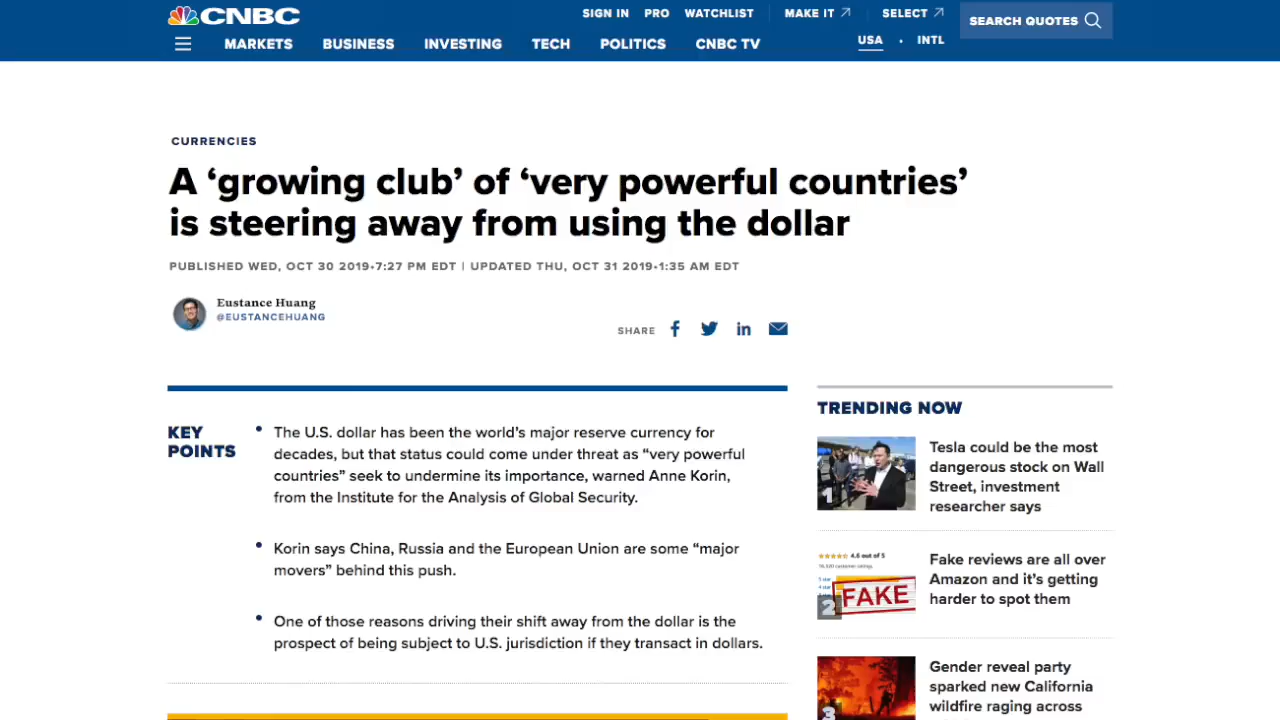 CNBC
SIGN IN PRO WATCHLIST MAKE IT SELECT
SEARCH QUOTES
MARKETS BUSINESS INVESTING TECH POLITICS CNBC TV
USA · INTL
CURRENCIES
A ‘growing club’ of ‘very powerful countries’
is steering away from using the dollar
PUBLISHED WED, OCT 30 2019•7:27 PM EDT | UPDATED THU, OCT 31 2019•1:35 AM EDT
Eustance Huang
@EUSTANCEHUANG
SHARE
KEY
POINTS
• The U.S. dollar has been the world’s major reserve currency for
decades, but that status could come under threat as “very powerful
countries” seek to undermine its importance, warned Anne Korin,
from the Institute for the Analysis of Global Security.
• Korin says China, Russia and the European Union are some “major
movers” behind this push.
• One of those reasons driving their shift away from the dollar is the
prospect of being subject to U.S. jurisdiction if they transact in dollars.
TRENDING NOW
1
Tesla could be the most
dangerous stock on Wall
Street, investment
researcher says
4.6 out of 5
FAKE
2
Fake reviews are all over
Amazon and it’s getting
harder to spot them
3
Gender reveal party
sparked new California
wildfire raging across